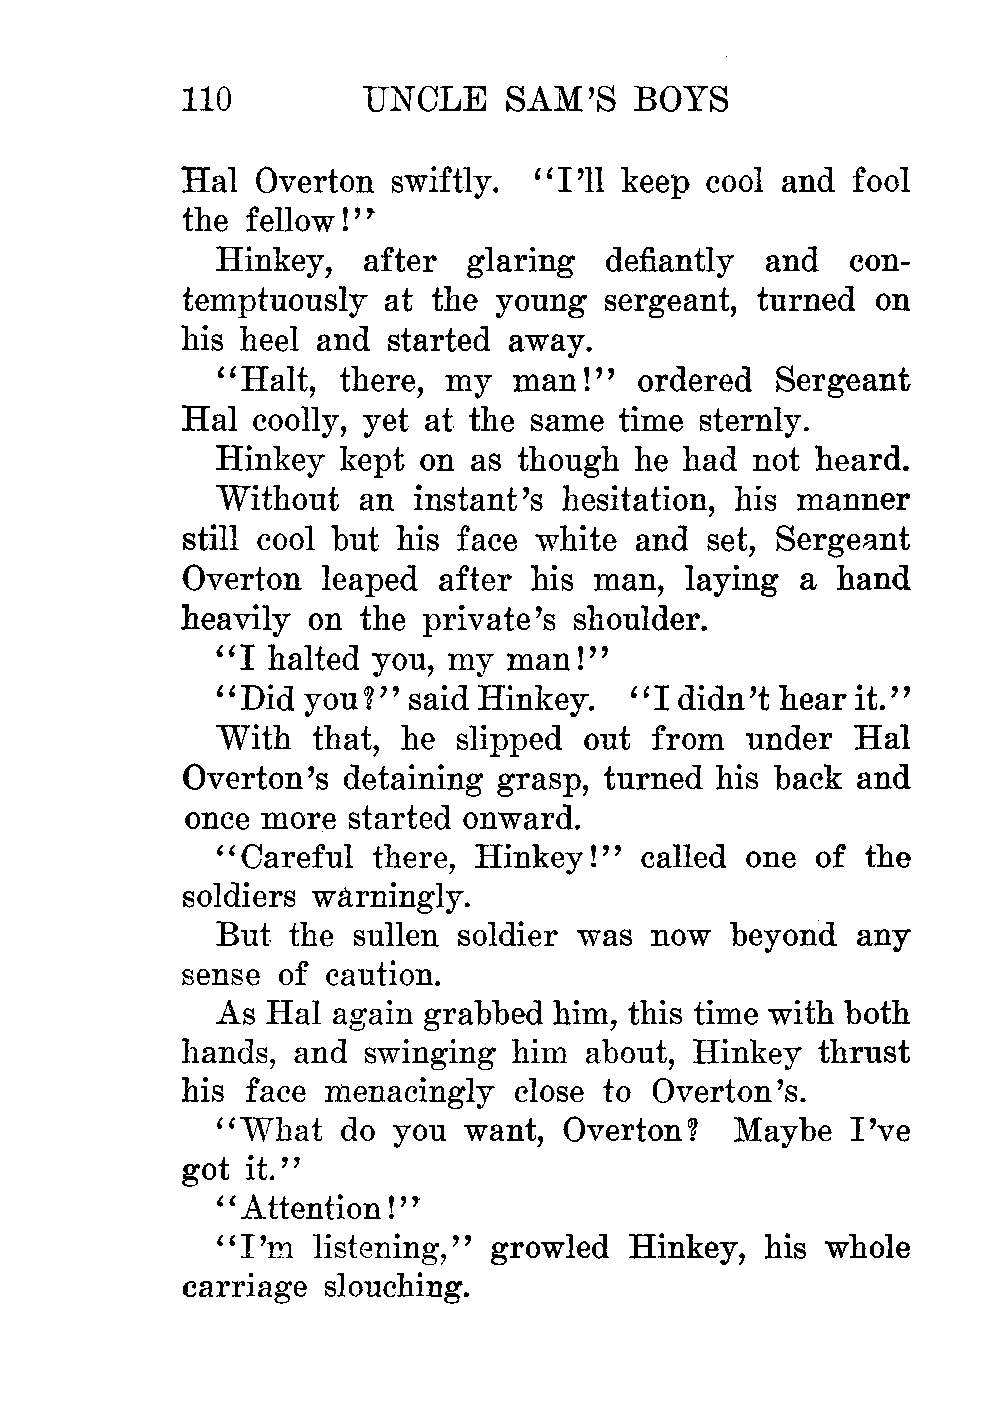 110 UNCLE SAM'S BOYS
Hal Overton swiftly. "I'll keep cool and fool
the fellow!"
Hinkey, after glaring defiantly and con-
temptuously at the young sergeant, turned on
his heel and started away.
"Halt, there, my man!" ordered Sergeant
Hal coolly, yet at the same time sternly.
Hinkey kept on as though he had not heard.
Without an instant's hesitation, his manner
still cool but his face white and set, Sergeant
Overton leaped after his man, laying a hand
heavily on the private's shoulder.
"I halted you, my man!"
"Did you?" said Hinkey. "I didn't hear it."
With that, he slipped out from under Hal
Overton's detaining grasp, turned his back and
once more started onward.
"Careful there, Hinkey!" called one of the
soldiers warningly.
But the sullen soldier was now beyond any
sense of caution.
As Hal again grabbed him, this time with both
hands, and swinging him about, Hinkey thrust
his face menacingly close to Overton's.
"What do you want, Overton? Maybe I've
got it."
"Attention!"
"I'm listening," growled Hinkey, his whole
carriage slouching.